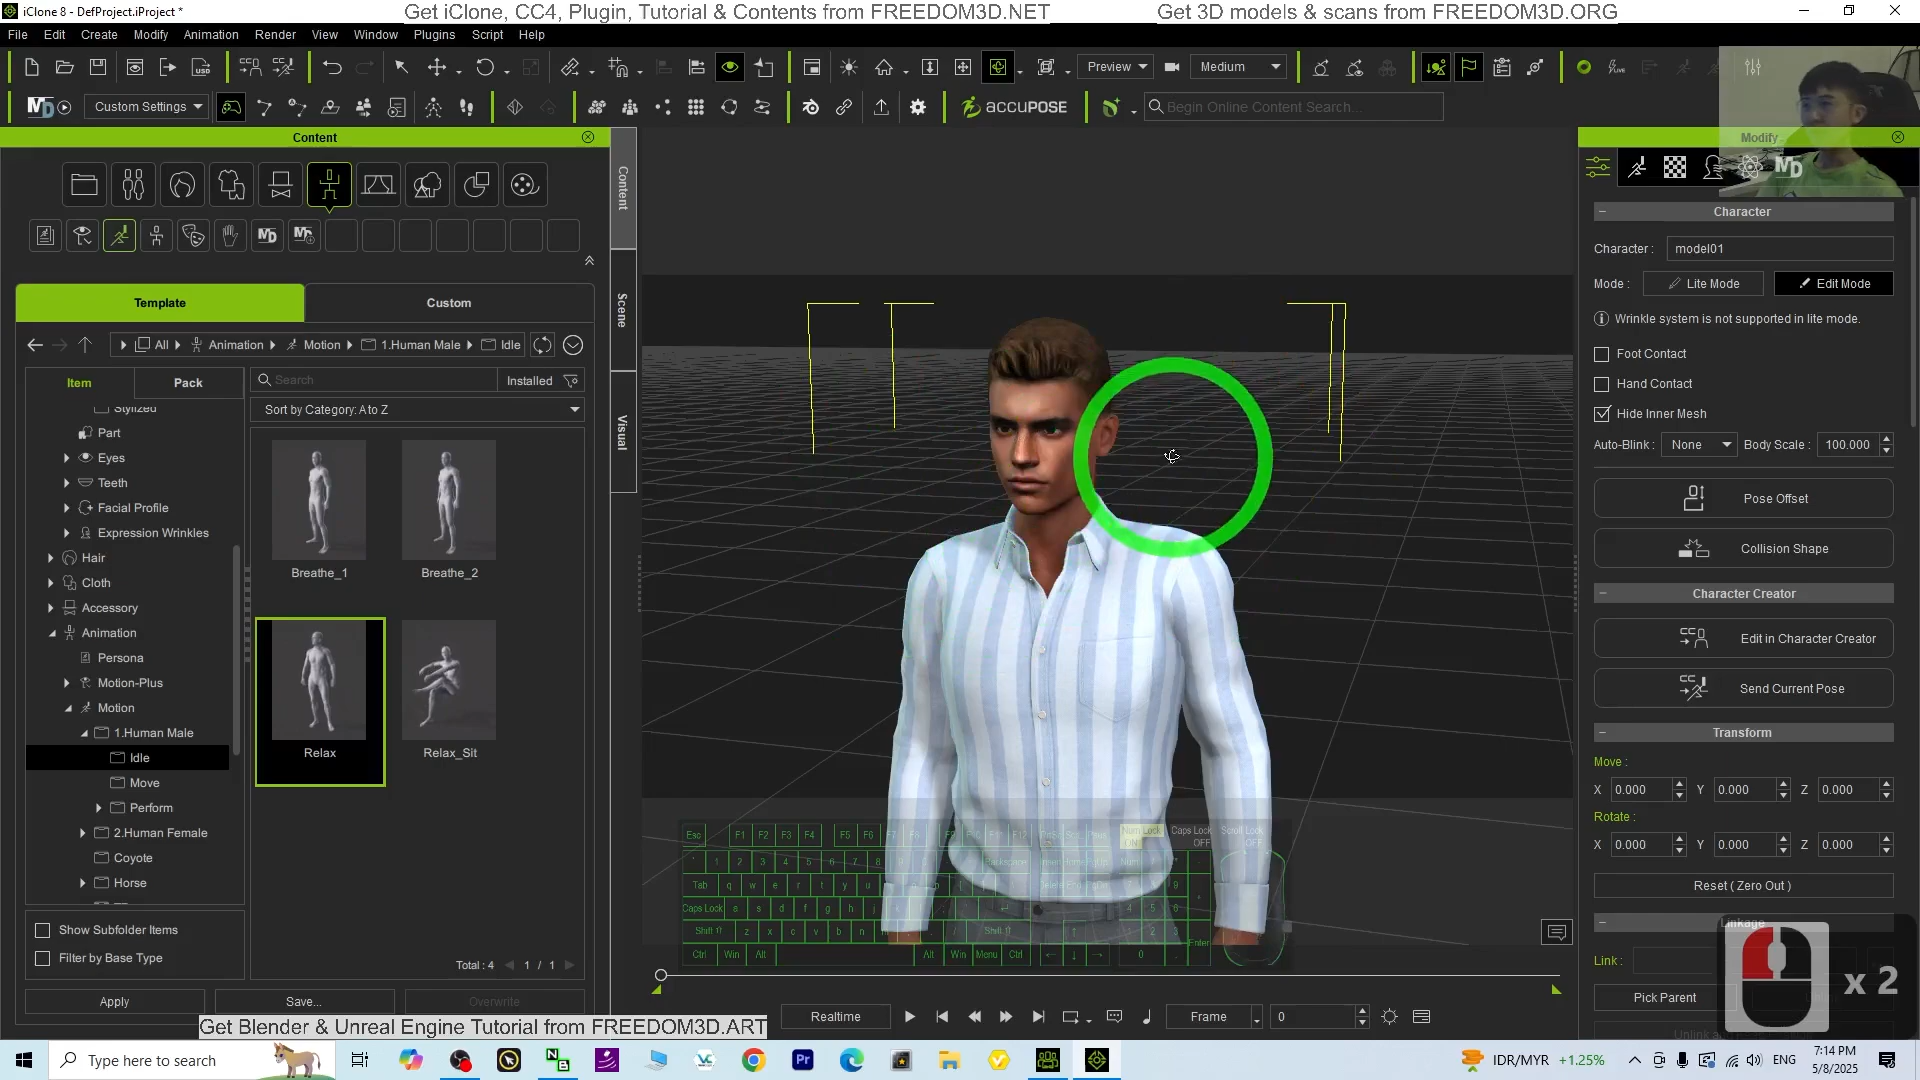 iClone 8 - DefProject.iProject *
Get iClone, CC4, Plugin, Tutorial & Contents from FREEDOM3D.NET
Get 3D models & scans from FREEDOM3D.ORG
File Edit Create Modify Animation Render View Window Plugins Script Help
Preview
Medium
Custom Settings
ACCUPOSE
Begin Online Content Search...
Content
Content
Scene
Visual
Template
Custom
All
Animation
Motion
1.Human Male
Idle
Item
Pack
Search
Installed
Sort by Category: A to Z
Stylized
Part
Eyes
Teeth
Facial Profile
Expression Wrinkles
Hair
Cloth
Accessory
Animation
Persona
Motion-Plus
Motion
1.Human Male
Idle
Move
Perform
2.Human Female
Coyote
Horse
Breathe_1
Breathe_2
Relax
Relax_Sit
Show Subfolder Items
Filter by Base Type
Total : 4
1 / 1
Apply
Save...
Overwrite
Get Blender & Unreal Engine Tutorial from FREEDOM3D.ART
Realtime
Frame
0
Modify
Character
Character :
model01
Mode :
Lite Mode
Edit Mode
Wrinkle system is not supported in lite mode.
Foot Contact
Hand Contact
Hide Inner Mesh
Auto-Blink :
None
Body Scale :
100.000
Pose Offset
Collision Shape
Character Creator
Edit in Character Creator
Send Current Pose
Transform
Move :
X 0.000 Y 0.000 Z 0.000
Rotate :
X 0.000 Y 0.000 Z 0.000
Reset ( Zero Out )
Linkage
Link :
Pick Parent
x 2
Type here to search
IDR/MYR +1.25%
ENG
7:14 PM
5/8/2025